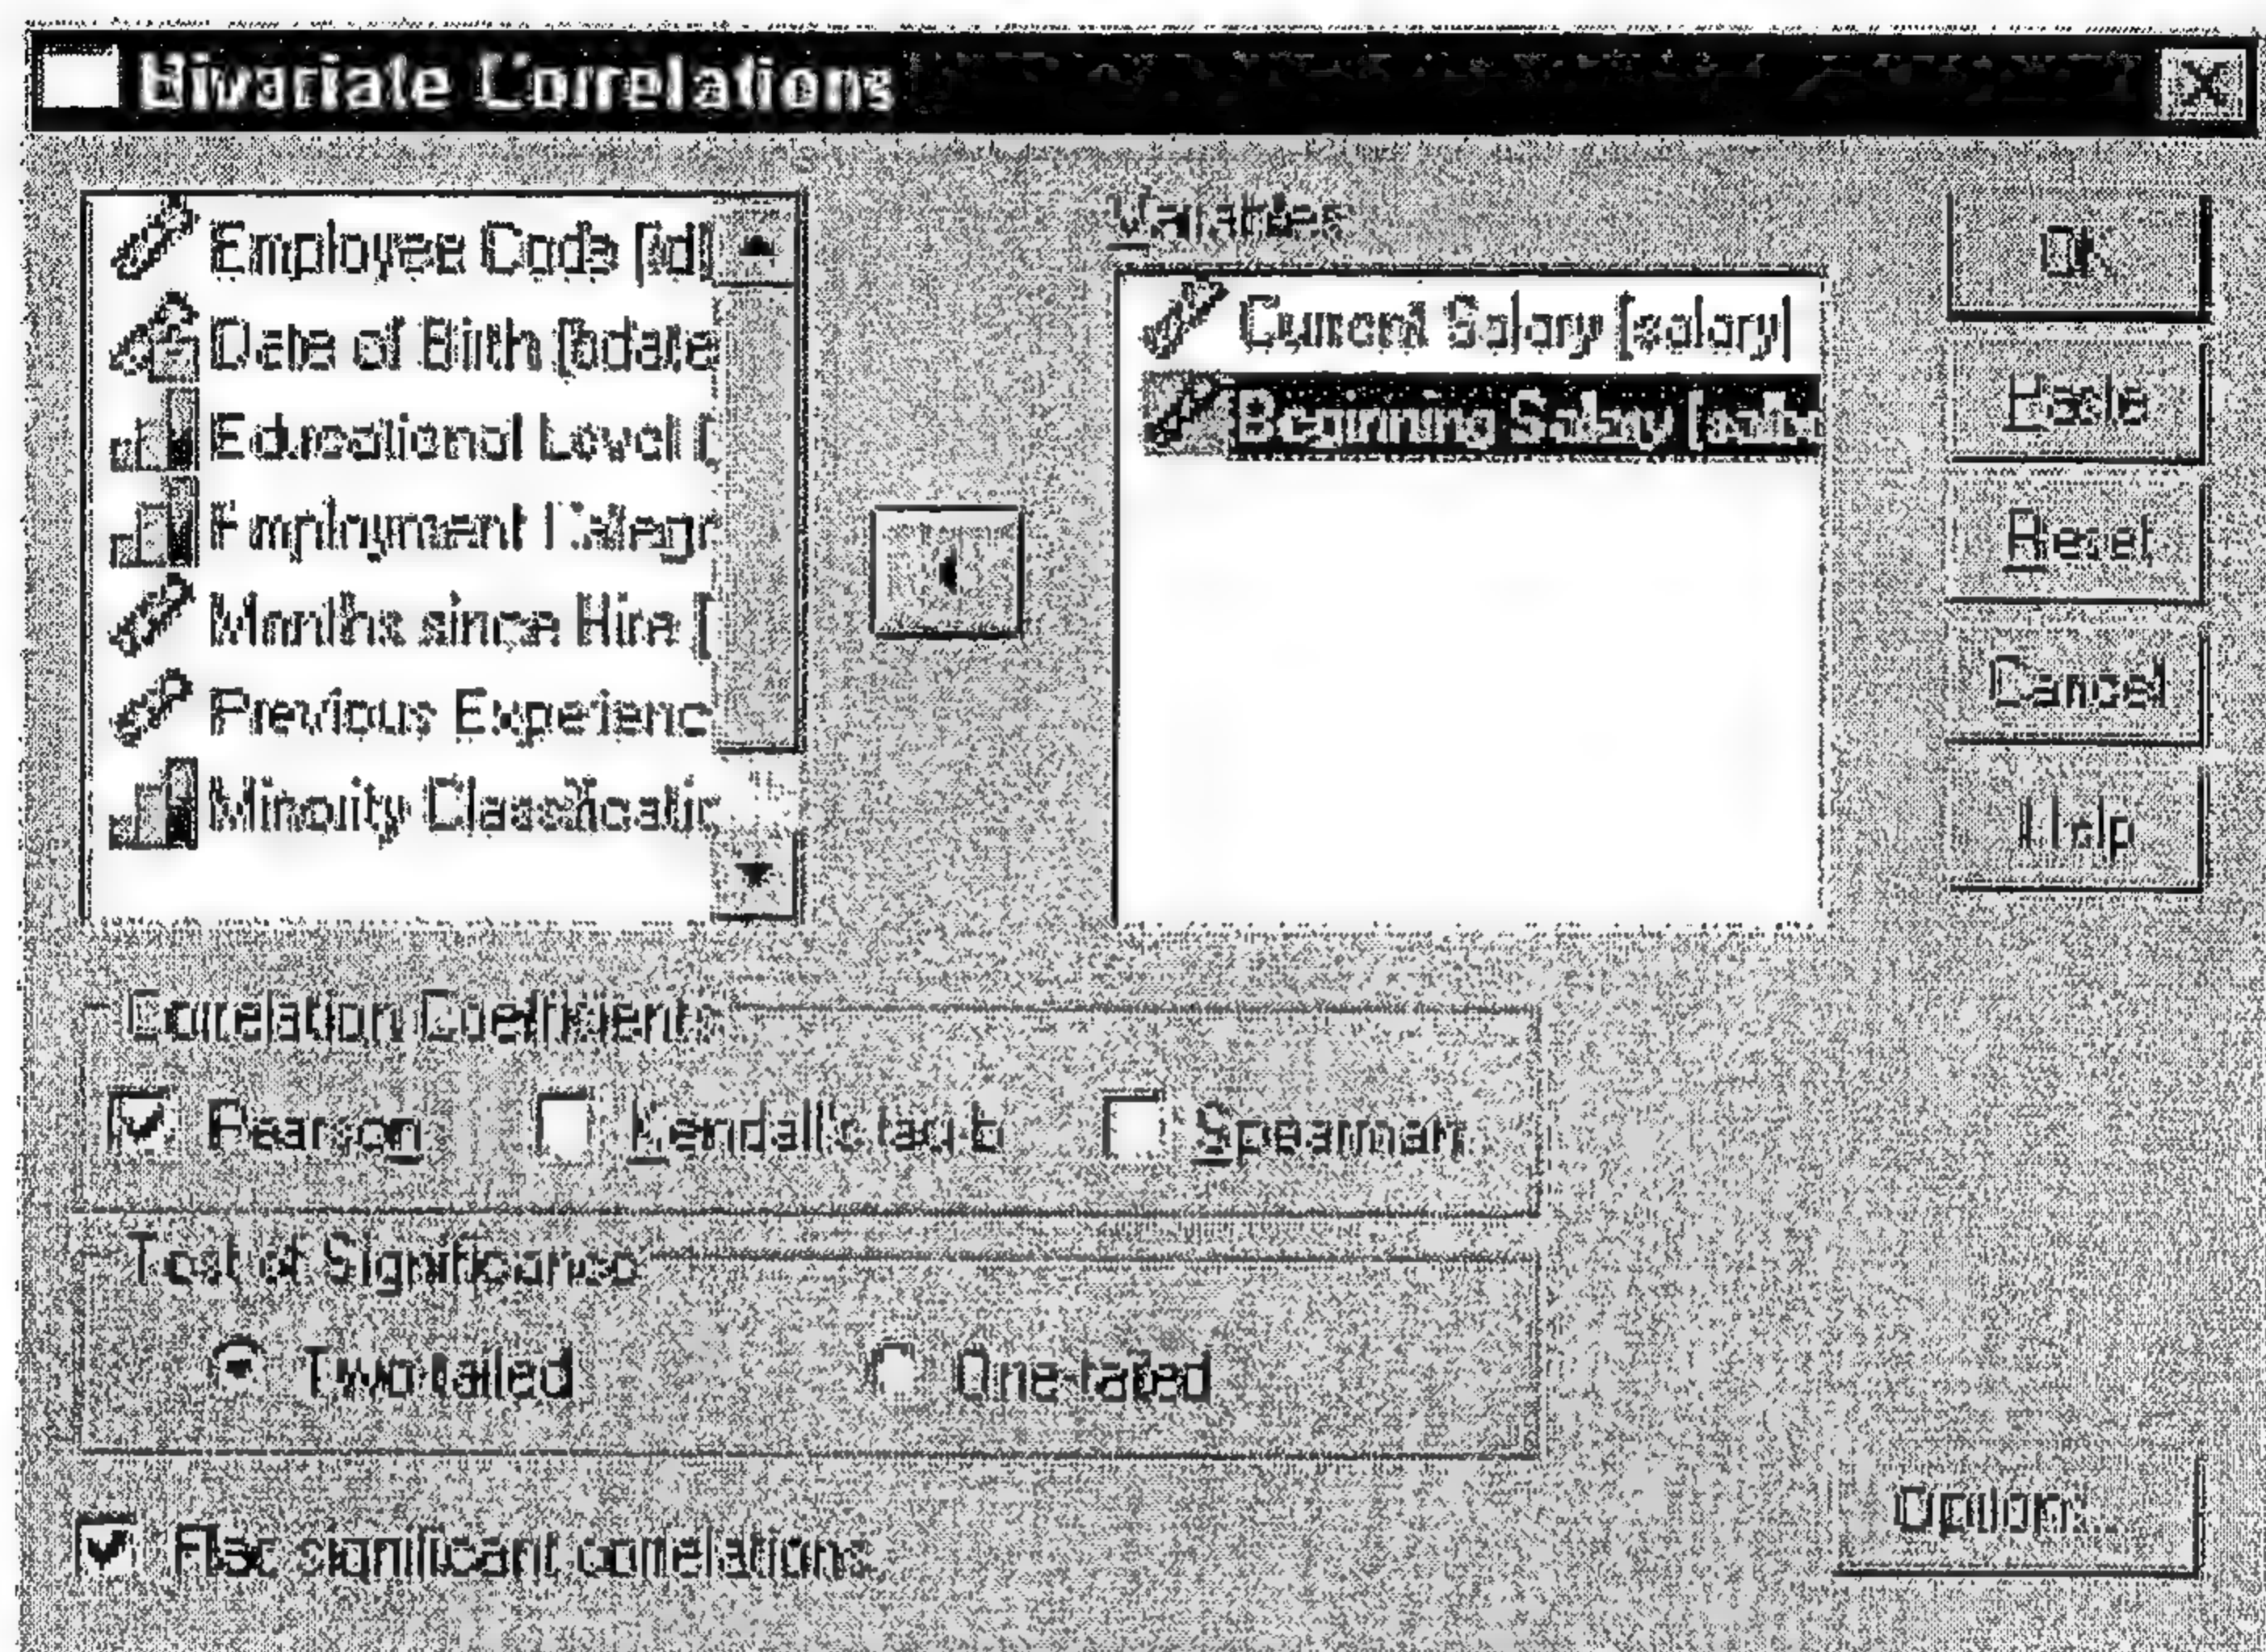 Bivariate Correlations
Employee Code [id]
Date of Birth [bdate
Educational Level [
Employment Categr
Months since Hire [
Previous Experienc
Minority Classificatio
Variables
Current Salary [salary]
Beginning Salary [salbe
OK
Paste
Reset
Cancel
Help
Correlation Coefficients
Pearson
Kendall's tau-b
Spearman
Test of Significance
Two-tailed
One-tailed
Flag significant correlations
Options...